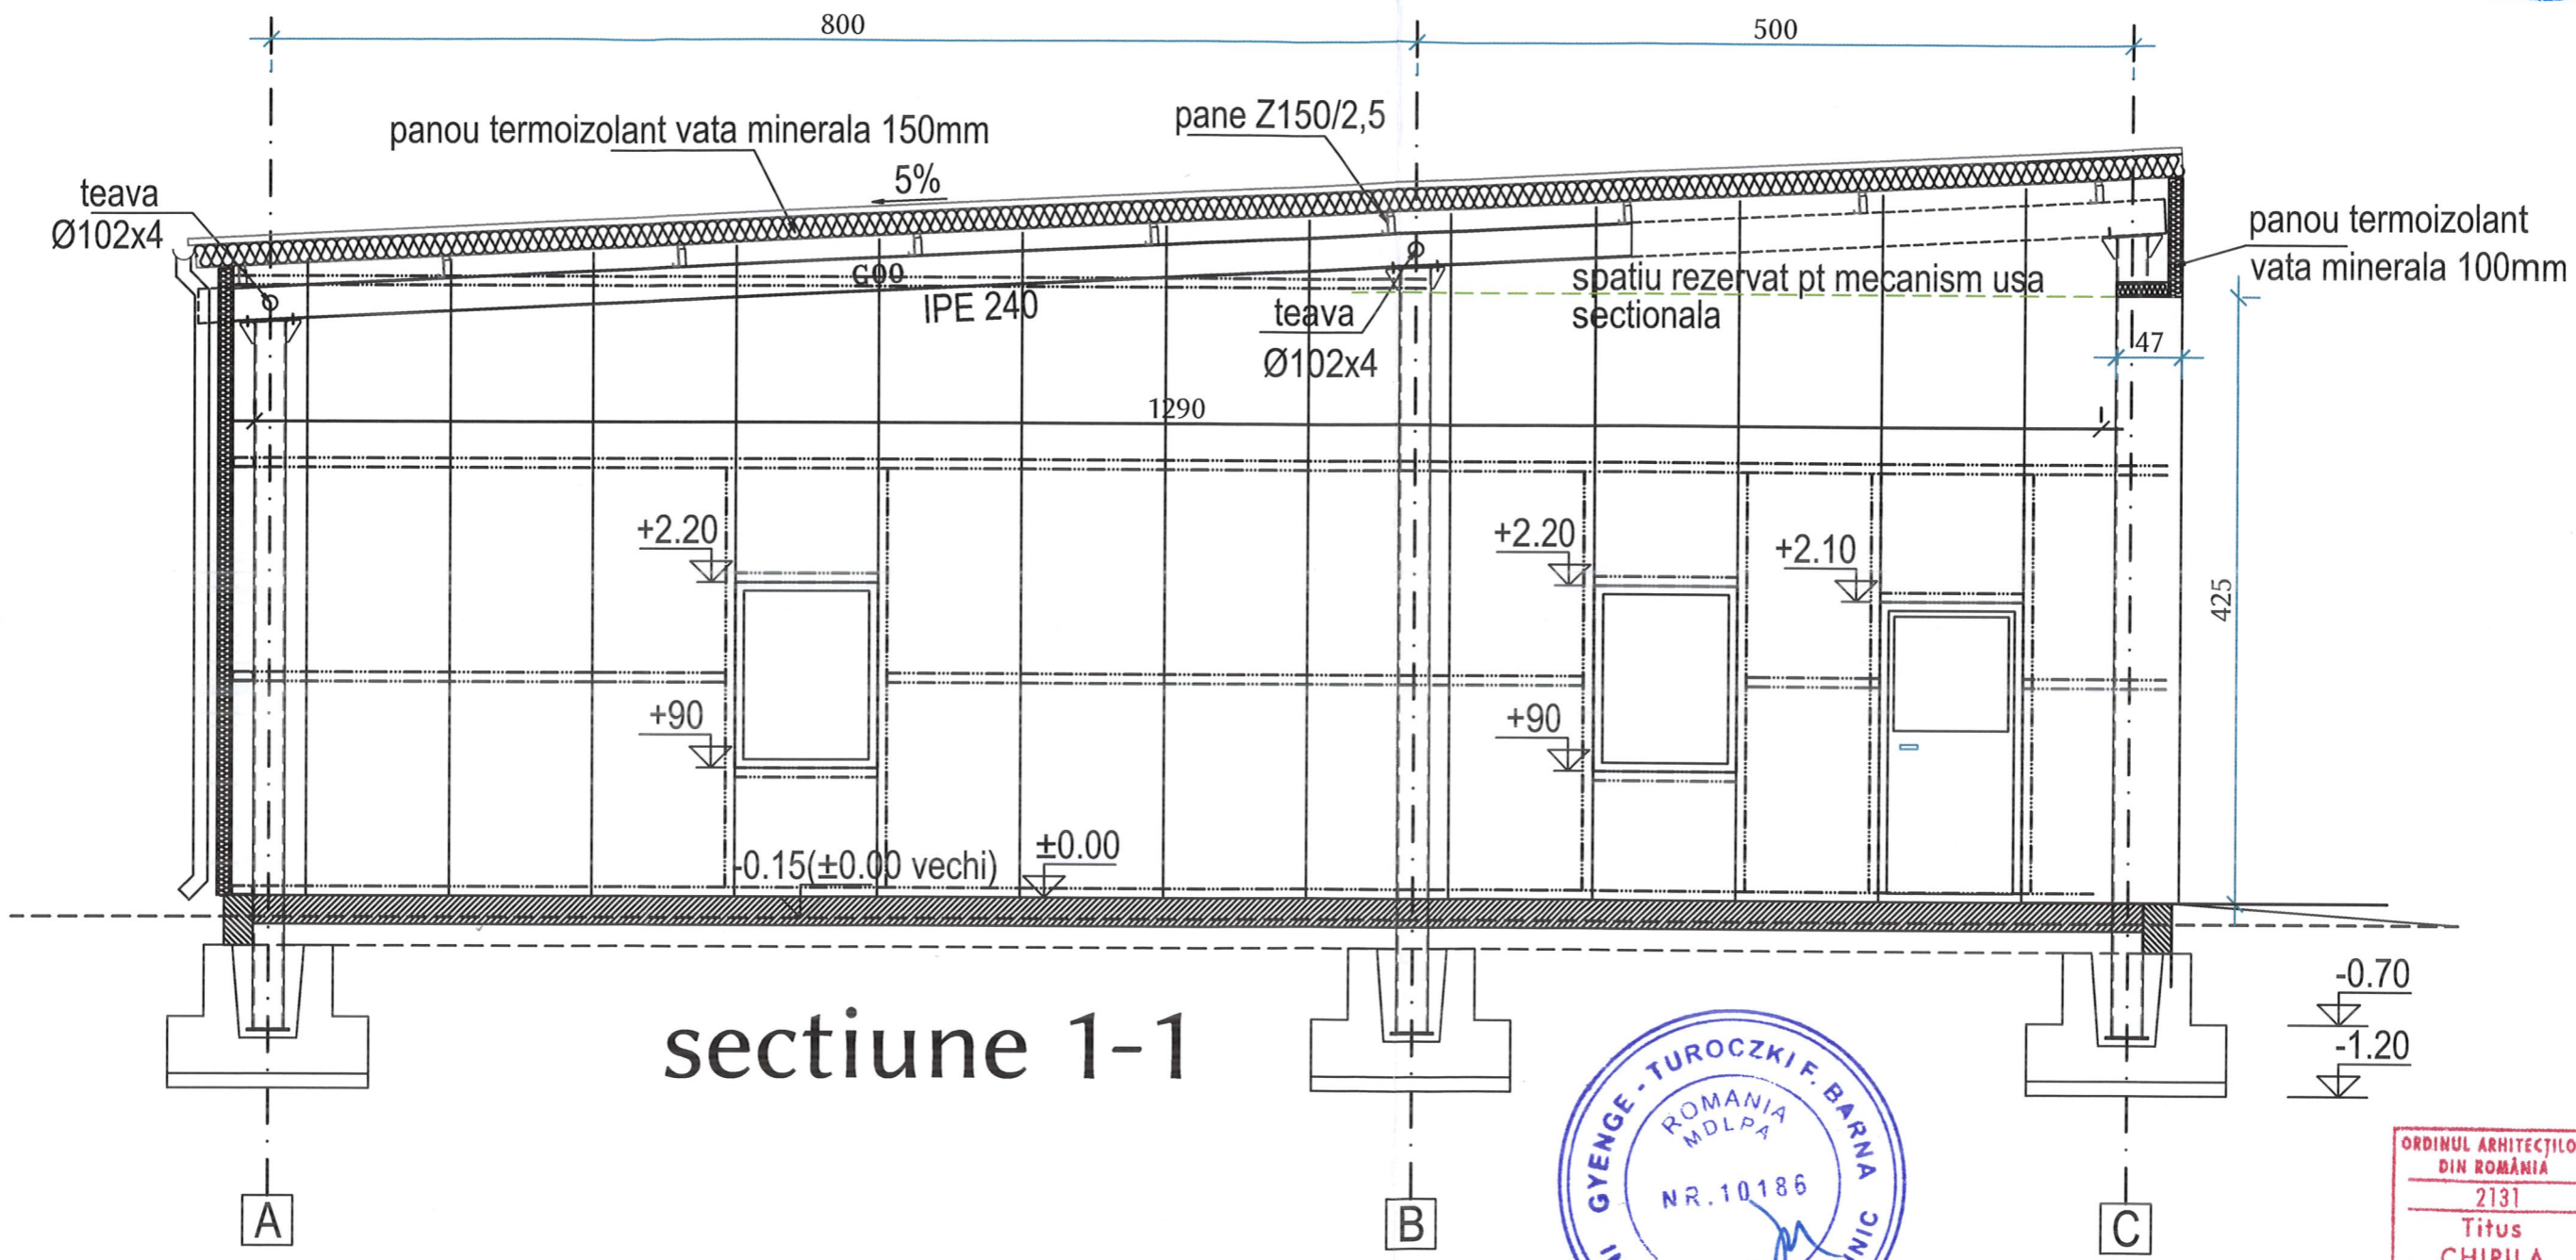 800
500
panou termoizolant vata minerala 150mm
pane Z150/2,5
5%
teava
Ø102x4
panou termoizolant
vata minerala 100mm
G00
IPE 240
spatiu rezervat pt mecanism usa
sectionala
teava
Ø102x4
47
1290
+2.20
+2.20
+2.10
425
+90
+90
-0.15(±0.00 vechi)
±0.00
-0.70
-1.20
sectiune 1-1
GYENGE - TUROCZKI F. BARNA
ROMANIA
MDLPA
NR. 10186
ORDINUL ARHITECȚILO
DIN ROMÂNIA
2131
Titus
A
B
C